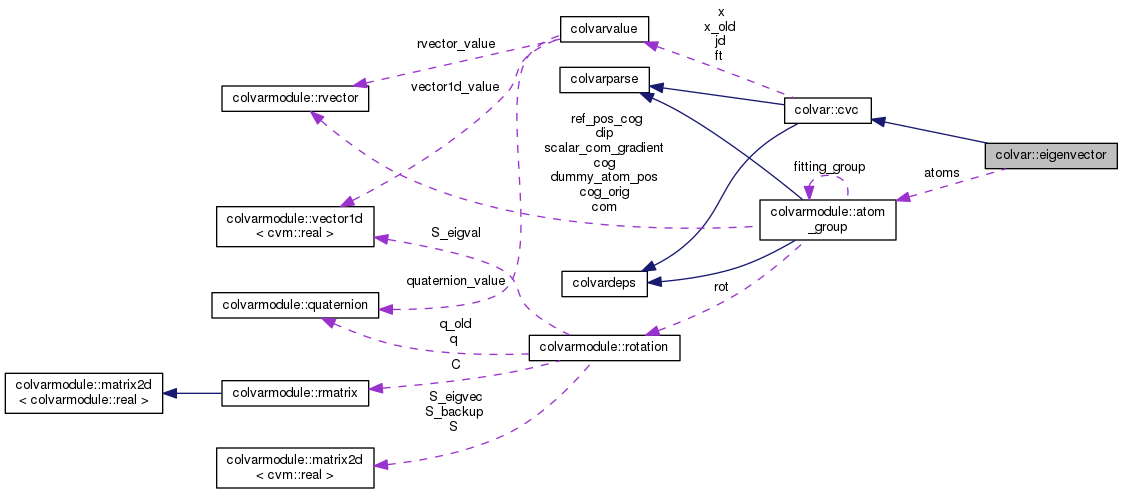 x
x_old
jd
ft
colvarvalue
rvector_value
colvarparse
vector1d_value
colvarmodule::rvector
colvar::cvc
ref_pos_cog
dip
scalar_com_gradient
cog
dummy_atom_pos
cog_orig
com
colvar::eigenvector
fitting_group
atoms
colvarmodule::atom
_group
colvarmodule::vector1d
< cvm::real >
S_eigval
colvardeps
quaternion_value
rot
colvarmodule::quaternion
q_old
q
colvarmodule::rotation
C
colvarmodule::matrix2d
< colvarmodule::real >
colvarmodule::rmatrix
S_eigvec
S_backup
S
colvarmodule::matrix2d
< cvm::real >